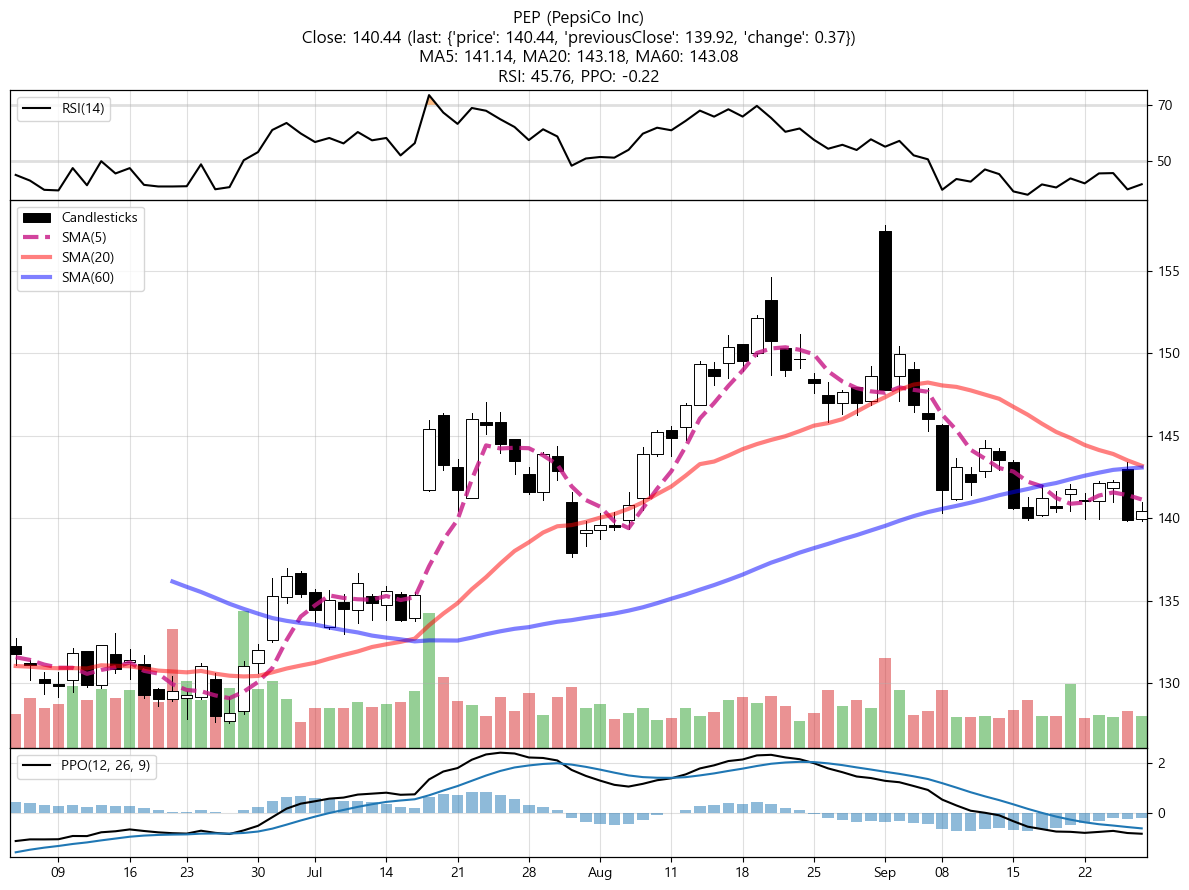 PEP (PepsiCo Inc)
Close: 140.44 (last: {'price': 140.44, 'previousClose': 139.92, 'change': 0.37})
MA5: 141.14, MA20: 143.18, MA60: 143.08
RSI: 45.76, PPO: -0.22
RSI(14)
70
50
Candlesticks
SMA(5)
SMA(20)
SMA(60)
155
150
145
140
135
130
PPO(12, 26, 9)
2
0
09 16 23 30 Jul 14 21 28 Aug 11 18 25 Sep 08 15 22